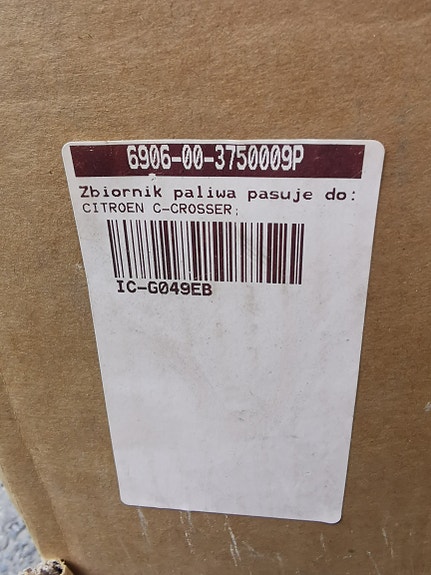 6906-00-3750009P
Zbiornik paliwa pasuje do:
CITROEN C-CROSSER;
IC-G049EB